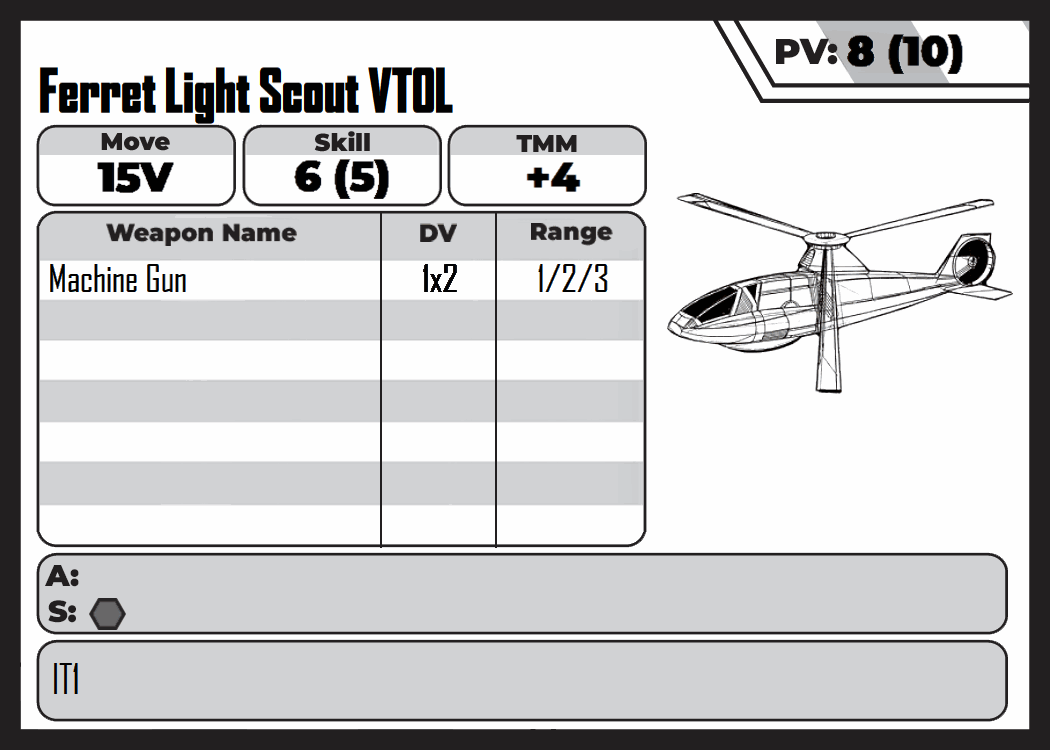 PV: 8 (10)
Ferret Light Scout VTOL
Move Skill TMM
15V 6 (5) +4
Weapon Name DV Range
Machine Gun 1x2 1/2/3
A:
S:
IT1